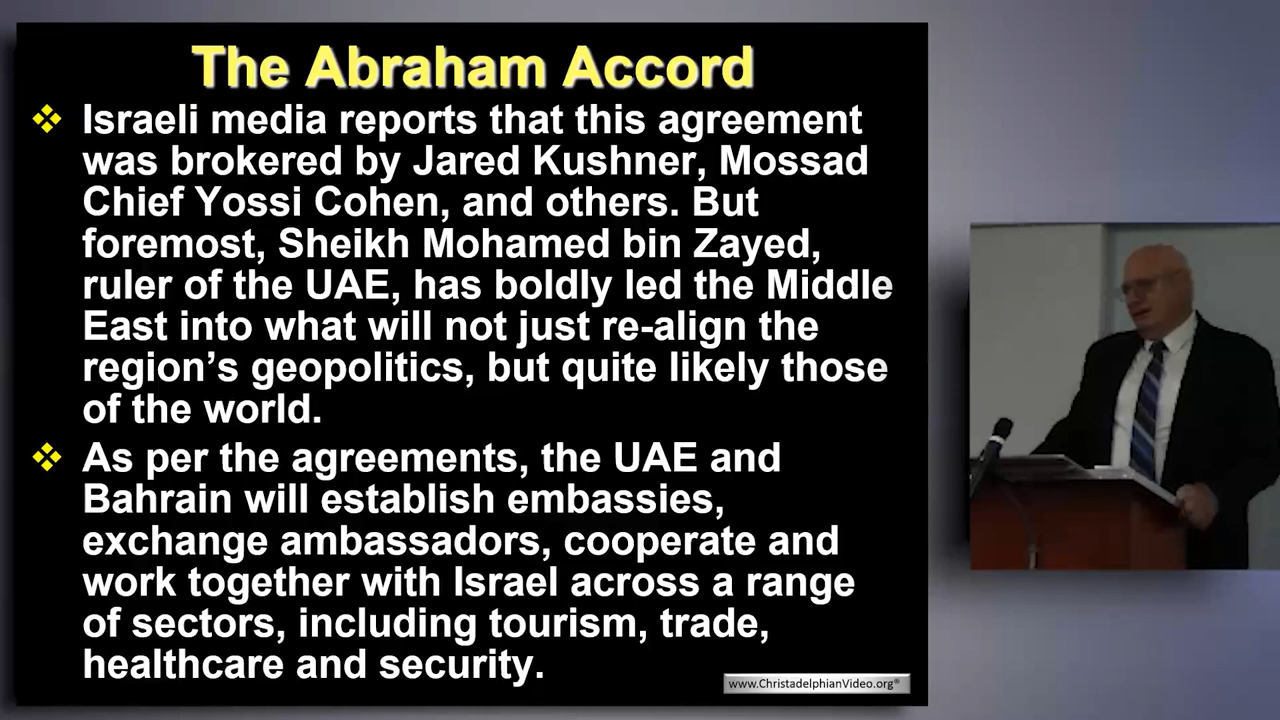 The Abraham Accord
Israeli media reports that this agreement
was brokered by Jared Kushner, Mossad
Chief Yossi Cohen, and others. But
foremost, Sheikh Mohamed bin Zayed,
ruler of the UAE, has boldly led the Middle
East into what will not just re-align the
region’s geopolitics, but quite likely those
of the world.
As per the agreements, the UAE and
Bahrain will establish embassies,
exchange ambassadors, cooperate and
work together with Israel across a range
of sectors, including tourism, trade,
healthcare and security.
www.ChristadelphianVideo.org®